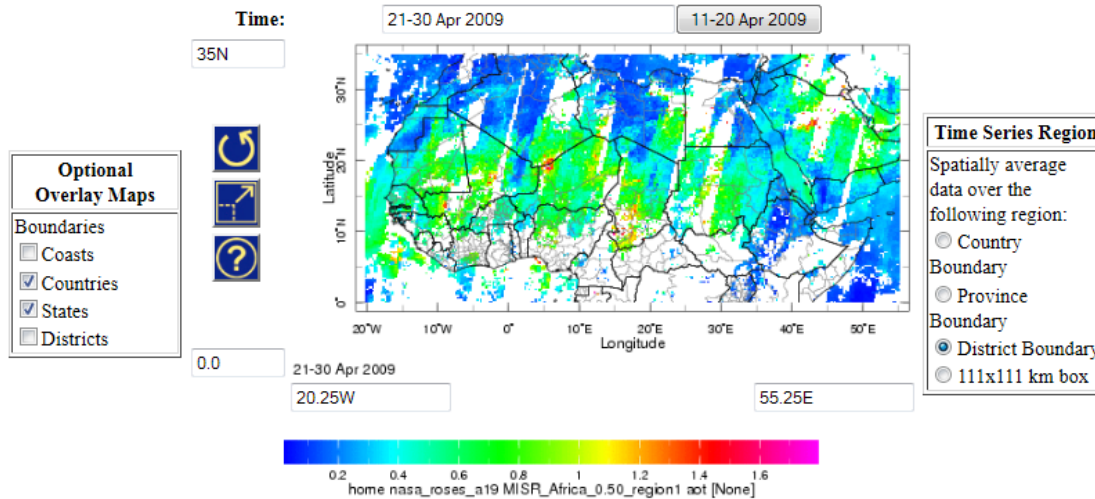 Time:
21-30 Apr 2009
11-20 Apr 2009
35N
Optional
Overlay Maps
Boundaries
Coasts
Countries
States
Districts
30°N
20°N
10°N
0°
Latitude
20°W
10°W
0°
10°E
20°E
30°E
40°E
50°E
Longitude
0.0
21-30 Apr 2009
20.25W
55.25E
Time Series Region
Spatially average
data over the
following region:
Country
Boundary
Province
Boundary
District Boundary
111x111 km box
0.2
0.4
0.6
0.8
1
1.2
1.4
1.6
home nasa_roses_a19 MISR_Africa_0.50_region1 aot [None]